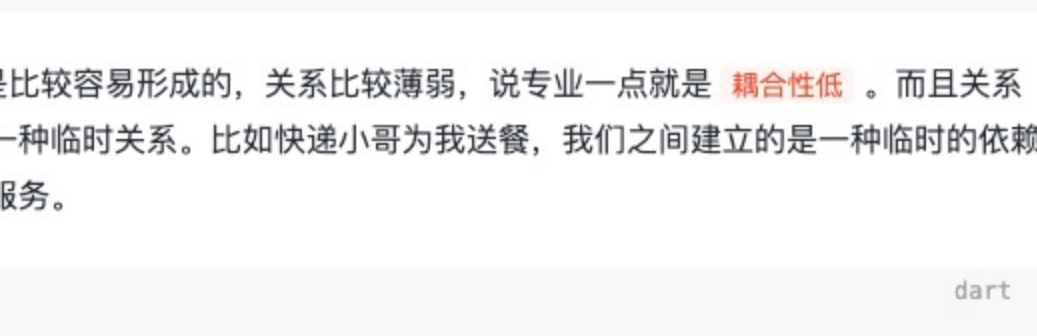 是比较容易形成的，关系比较薄弱，说专业一点就是 耦合性低 。而且关系
一种临时关系。比如快递小哥为我送餐，我们之间建立的是一种临时的依赖
服务。
dart